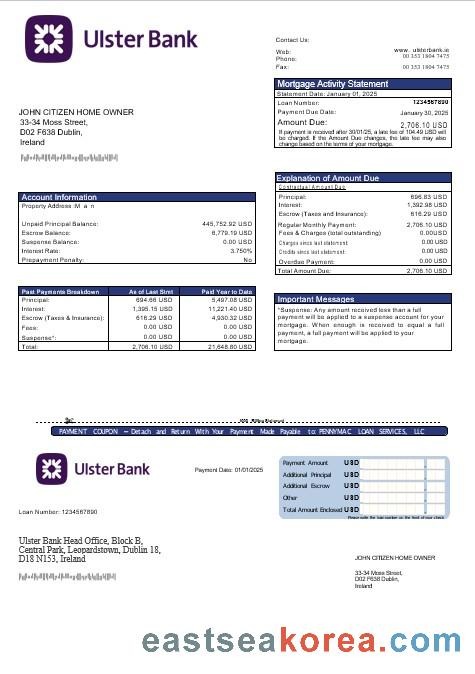 Ulster Bank
Contact Us:
Web: www. ulsterbank.ie
Phone: 00 353 1804 7475
Fax: 00 353 1804 7475
Mortgage Activity Statement
Statement Date: January 01, 2025
Loan Number: 1234567890
Payment Due Date: January 30, 2025
Amount Due: 2,706.10 USD
If payment is received after 30/01/25, a late fee of 104.49 USD will
be charged. If the Amount Due changes, the late fee may also
change based on the terms of your mortgage.
JOHN CITIZEN HOME OWNER
33-34 Moss Street,
D02 F638 Dublin,
Ireland
Explanation of Amount Due
Contractual Amount Due
Principal: 696.83 USD
Interest: 1,392.98 USD
Escrow (Taxes and Insurance): 616.29 USD
Regular Monthly Payment: 2,706.10 USD
Fees & Charges (total outstanding) 0.00USD
Charges since last statement: 0.00 USD
Credits since last statement: 0.00 USD
Overdue Payment: 0.00 USD
Total Amount Due: 2,706.10 USD
Account Information
Property Address: M a n
Unpaid Principal Balance: 445,752.92 USD
Escrow Balance: 6,779.19 USD
Suspense Balance: 0.00 USD
Interest Rate: 3.750%
Prepayment Penalty: No
Past Payments Breakdown As of Last Stmt Paid Year to Date
Principal: 694.66 USD 5,497.08 USD
Interest: 1,395.15 USD 11,221.40 USD
Escrow (Taxes & Insurance): 616.29 USD 4,930.32 USD
Fees: 0.00 USD 0.00 USD
Suspense*: 0.00 USD 0.00 USD
Total: 2,706.10 USD 21,648.80 USD
Important Messages
*Suspense: Any amount received less than a full
payment will be applied to a suspense account for your
mortgage. When enough is received to equal a full
payment, a full payment will be applied to your
mortgage.
PAYMENT COUPON – Detach and Return With Your Payment Made Payable to: PENNYMAC LOAN SERVICES, LLC
Ulster Bank
Payment Date: 01/01/2025
Payment Amount USD
Additional Principal USD
Additional Escrow USD
Other USD
Total Amount Enclosed USD
Please write the loan number on the front of your check.
Loan Number: 1234567890
Ulster Bank Head Office, Block B,
Central Park, Leopardstown, Dublin 18,
D18 N153, Ireland
JOHN CITIZEN HOME OWNER
33-34 Moss Street,
D02 F638 Dublin,
Ireland
eastseakorea.com